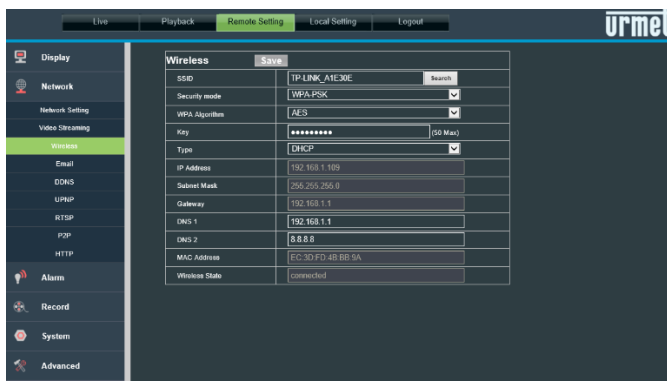 Live Playback Remote Setting Local Setting Logout
urmet
Display
Network
Network Setting
Video Streaming
Wireless
Email
DDNS
UPNP
RTSP
P2P
HTTP
Alarm
Record
System
Advanced
Wireless Save
SSID TP-LINK_A1E30E Search
Security mode WPA-PSK
WPA Algorithm AES
Key ●●●●●●●●● (50 Max)
Type DHCP
IP Address 192.168.1.109
Subnet Mask 255.255.255.0
Gateway 192.168.1.1
DNS 1 192.168.1.1
DNS 2 8.8.8.8
MAC Address EC:3D:FD:4B:BB:9A
Wireless State connected